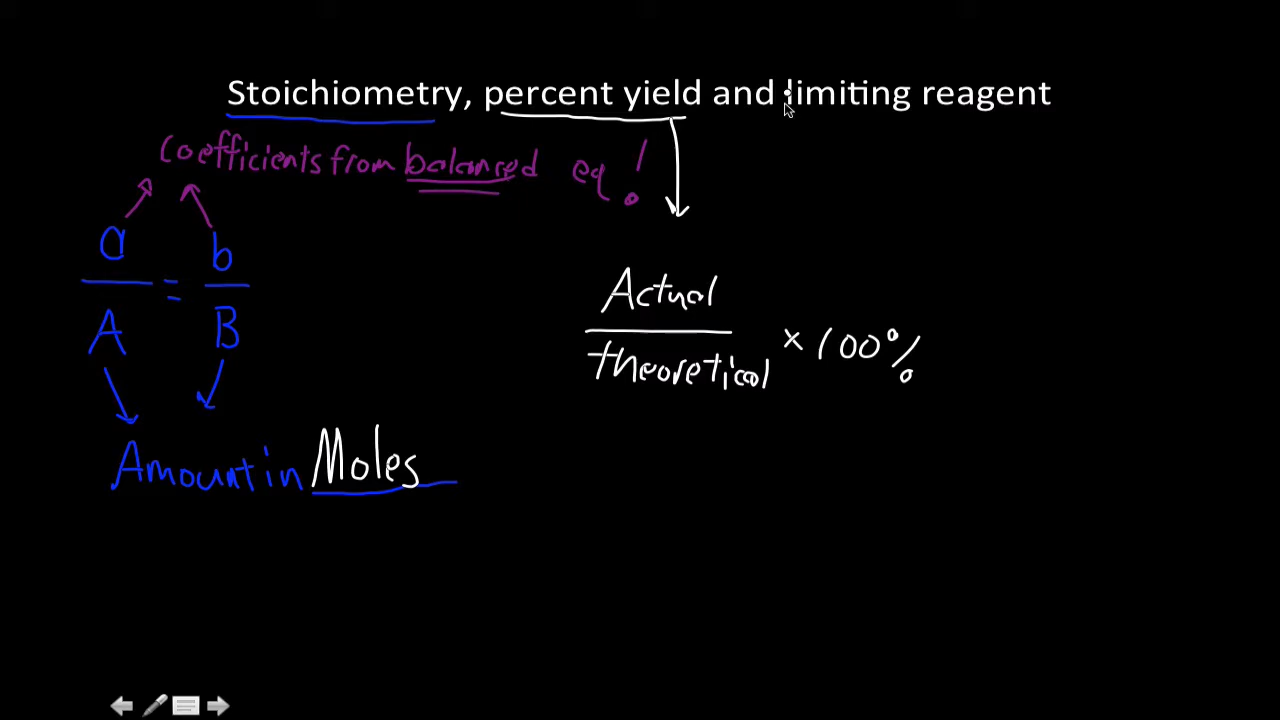 Stoichiometry, percent yield and limiting reagent
coefficients from balanced eq!
a/A = b/B
Amount in Moles
Actual/theoretical × 100%